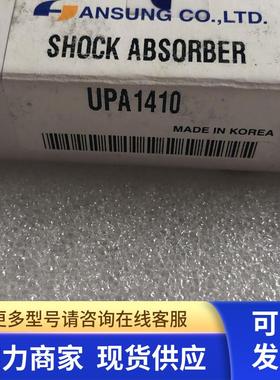 ANSUNG CO.,LTD.
SHOCK ABSORBER
UPA1410
MADE IN KOREA
更多型号请咨询在线客服
力商家 现货供应
可
发